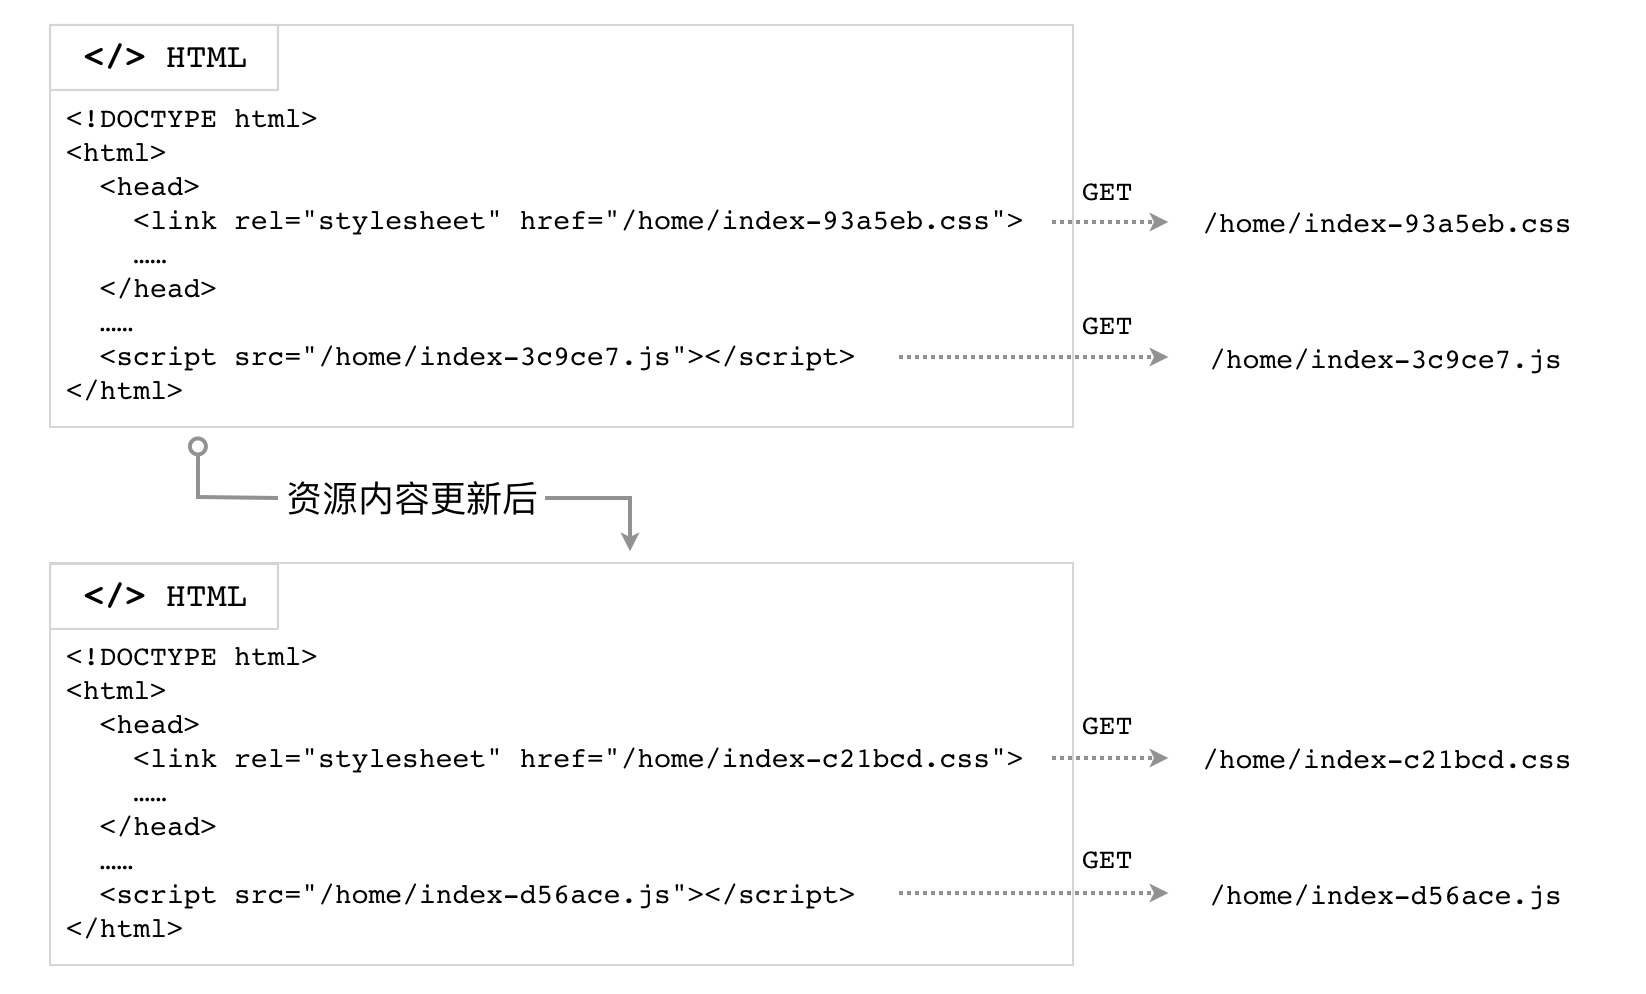 </> HTML
<!DOCTYPE html>
<html>
<head>
GET
<link rel="stylesheet" href="/home/index-93a5eb.css">
/home/index-93a5eb.css
……
</head>
……
GET
<script src="/home/index-3c9ce7.js"></script>
/home/index-3c9ce7.js
</html>
资源内容更新后
</> HTML
<!DOCTYPE html>
<html>
<head>
GET
<link rel="stylesheet" href="/home/index-c21bcd.css">
/home/index-c21bcd.css
……
</head>
……
GET
<script src="/home/index-d56ace.js"></script>
/home/index-d56ace.js
</html>